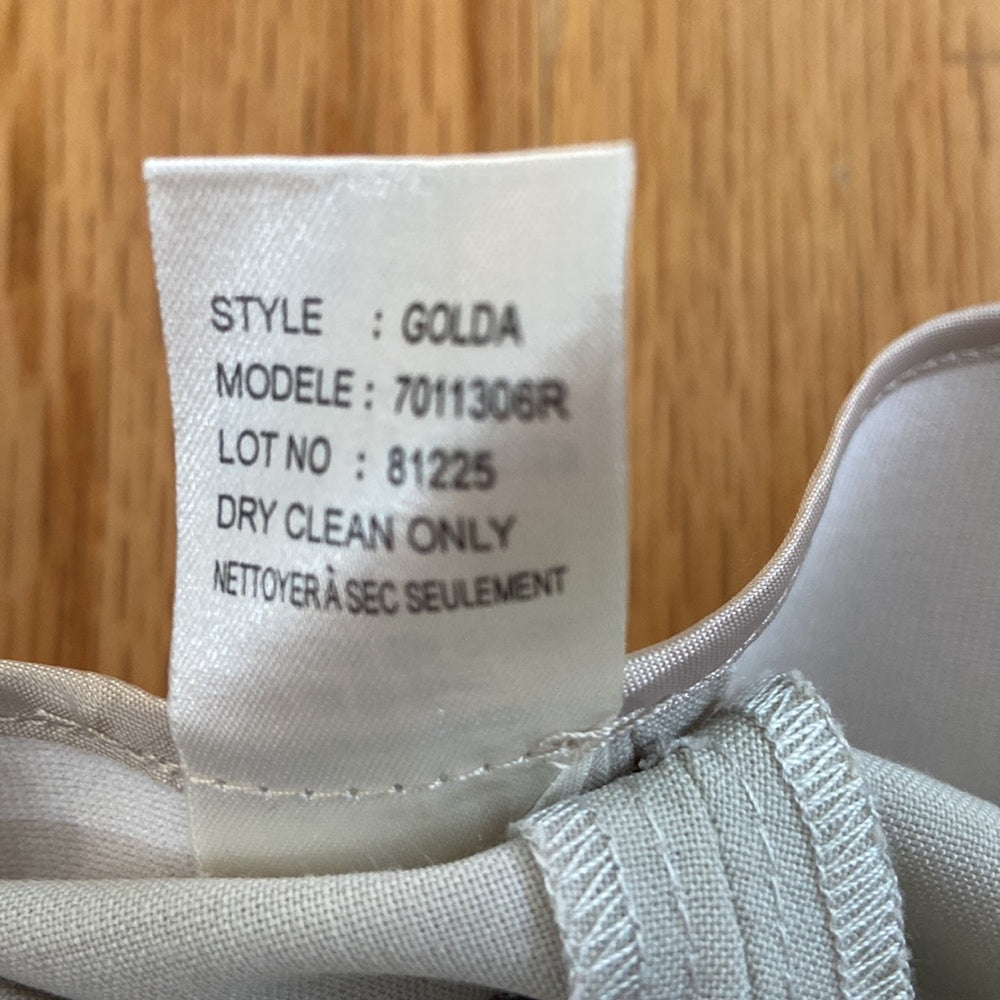 STYLE : GOLDA
MODELE : 7011306R
LOT NO : 81225
DRY CLEAN ONLY
NETTOYER À SEC SEULEMENT